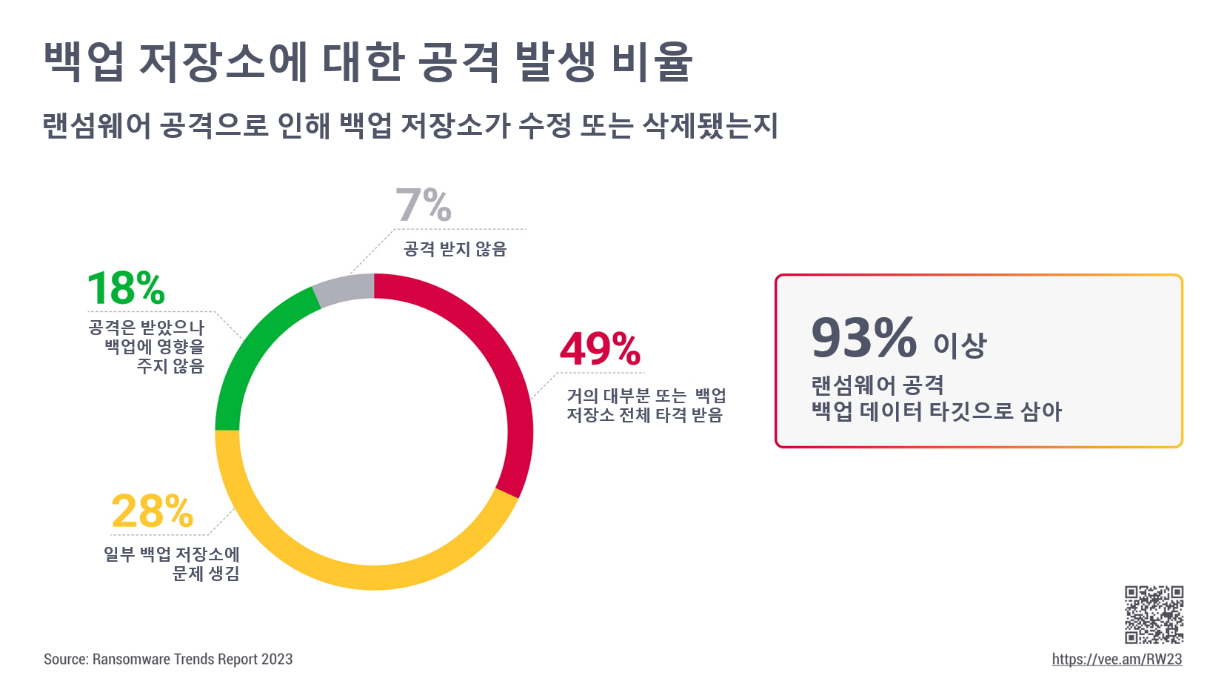 백업 저장소에 대한 공격 발생 비율
랜섬웨어 공격으로 인해 백업 저장소가 수정 또는 삭제됐는지
7%
공격 받지 않음
18%
공격은 받았으나
백업에 영향을
주지 않음
49%
거의 대부분 또는 백업
저장소 전체 타격 받음
28%
일부 백업 저장소에
문제 생김
93% 이상
랜섬웨어 공격
백업 데이터 타깃으로 삼아
Source: Ransomware Trends Report 2023
https://vee.am/RW23